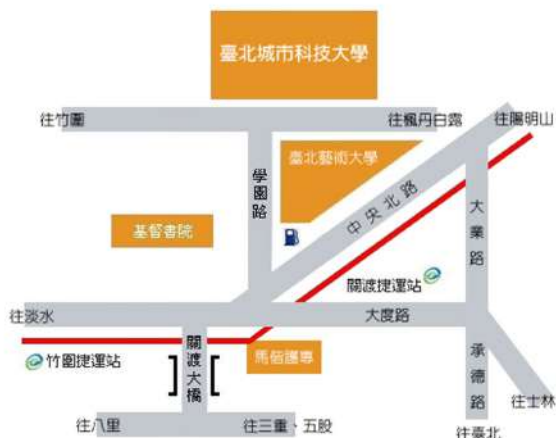 臺北城市科技大學
往竹圍
往楓丹白露
往陽明山
臺北藝術大學
學園路
中央北路
大業路
基督書院
關渡捷運站
往淡水
大度路
竹圍捷運站
關渡大橋
馬偕護專
承德路
往士林
往八里
往三重、五股
往臺北